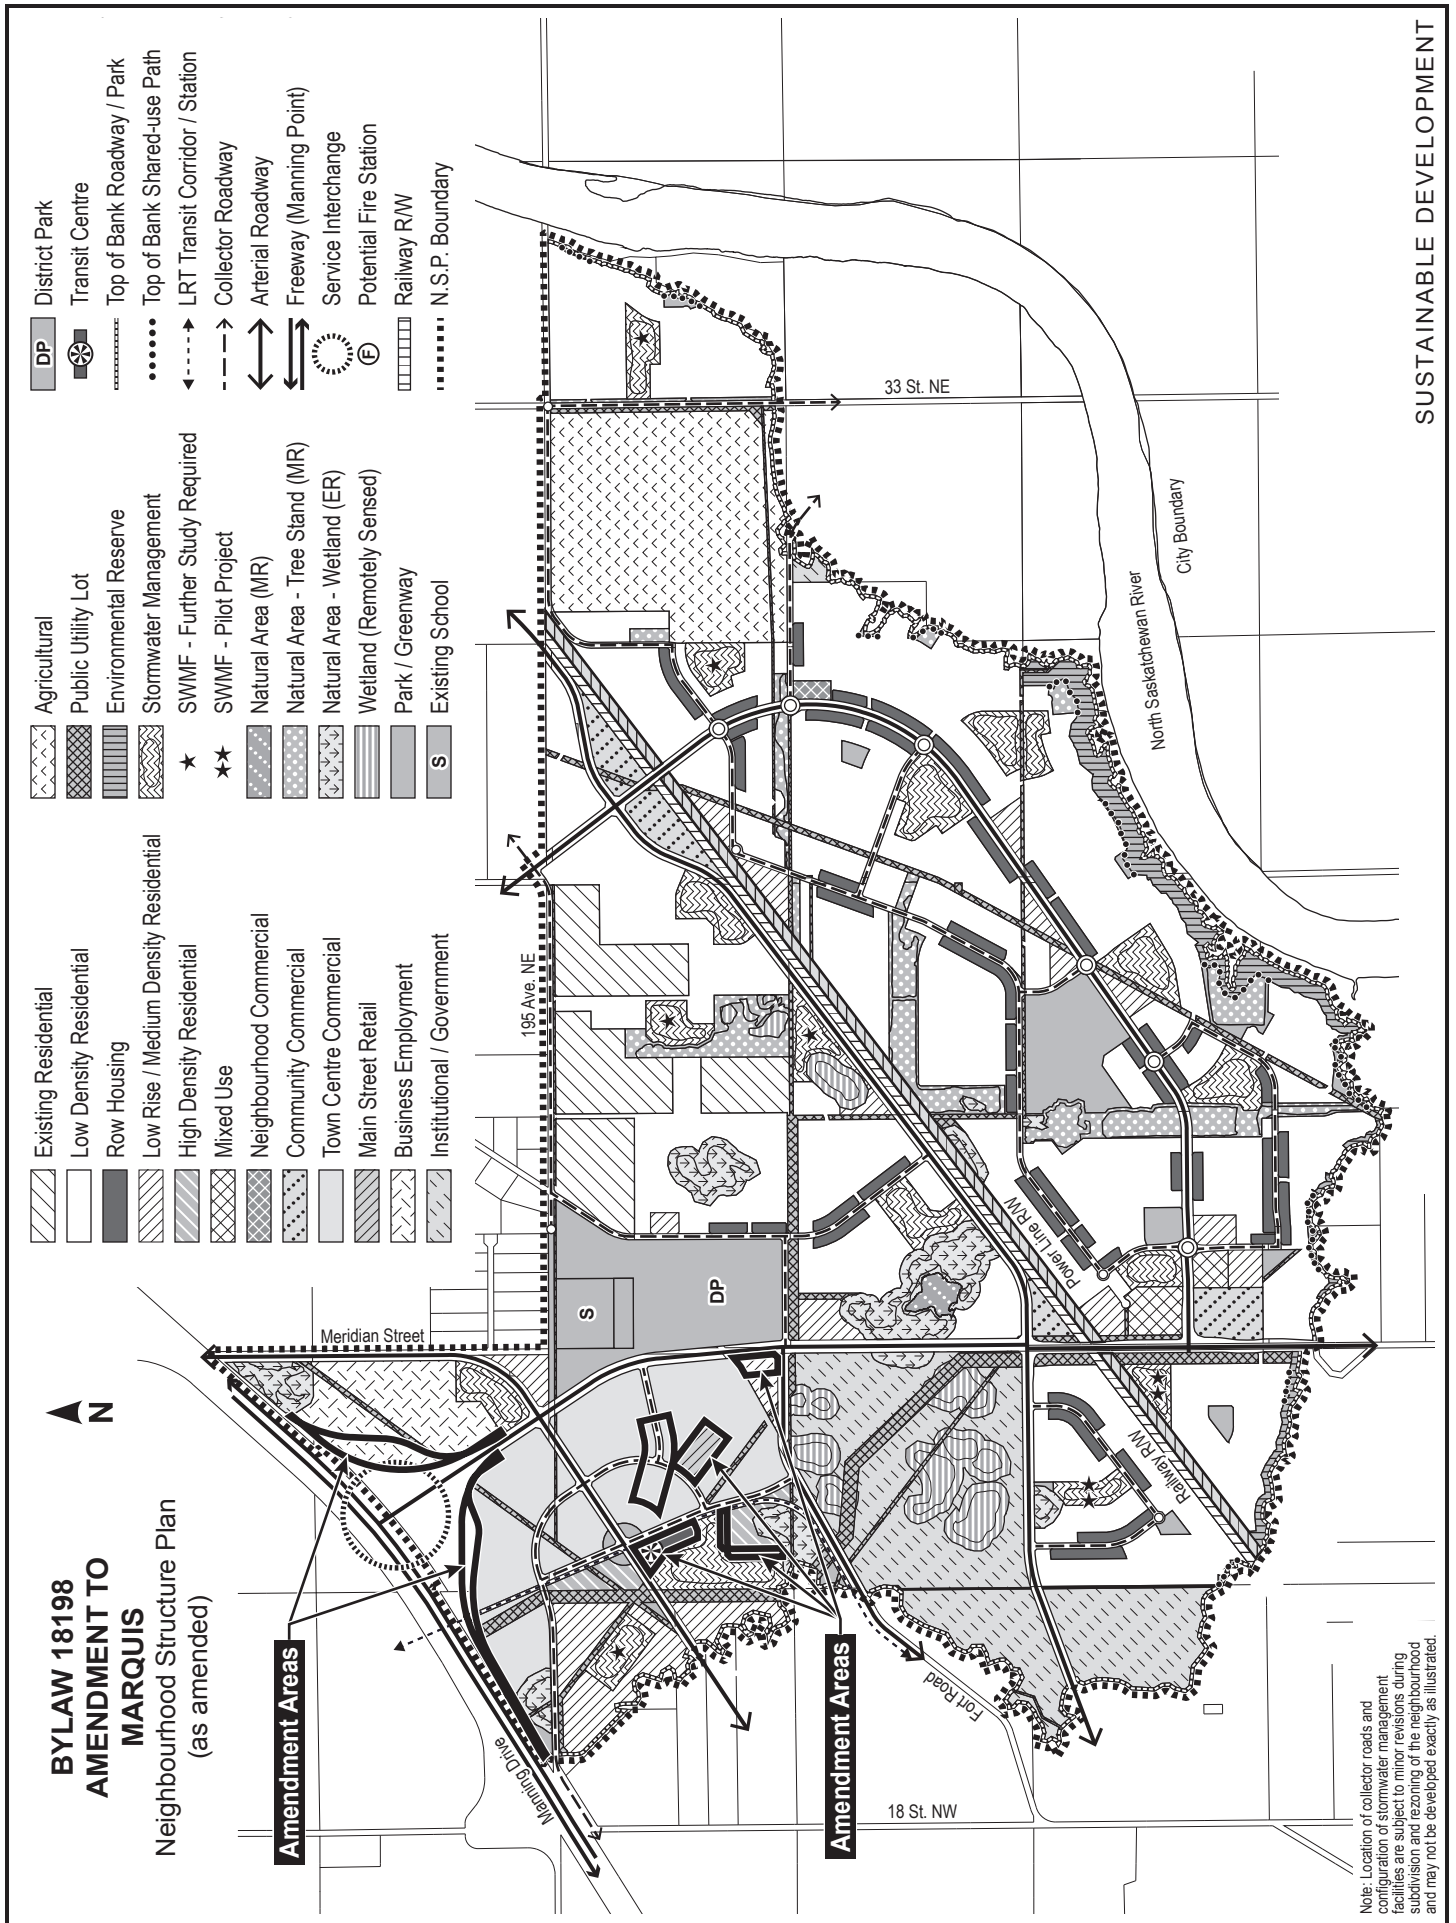 BYLAW 18198
AMENDMENT TO
MARQUIS
Neighbourhood Structure Plan
(as amended)
N
Existing Residential
Low Density Residential
Row Housing
Low Rise / Medium Density Residential
High Density Residential
Mixed Use
Neighbourhood Commercial
Community Commercial
Town Centre Commercial
Main Street Retail
Business Employment
Institutional / Government
Agricultural
Public Utility Lot
Environmental Reserve
Stormwater Management
SWMF - Further Study Required
SWMF - Pilot Project
Natural Area (MR)
Natural Area - Tree Stand (MR)
Natural Area - Wetland (ER)
Wetland (Remotely Sensed)
Park / Greenway
S Existing School
DP District Park
Transit Centre
Top of Bank Roadway / Park
Top of Bank Shared-use Path
LRT Transit Corridor / Station
Collector Roadway
Arterial Roadway
Freeway (Manning Point)
Service Interchange
F Potential Fire Station
Railway R/W
N.S.P. Boundary
Amendment Areas
Meridian Street
195 Ave. NE
33 St. NE
Manning Drive
S
DP
Amendment Areas
Fort Road
18 St. NW
Power Line R/W
Railway R/W
North Saskatchewan River
City Boundary
Note: Location of collector roads and
configuration of stormwater management
facilities are subject to minor revisions during
subdivision and rezoning of the neighbourhood
and may not be developed exactly as illustrated.
SUSTAINABLE DEVELOPMENT